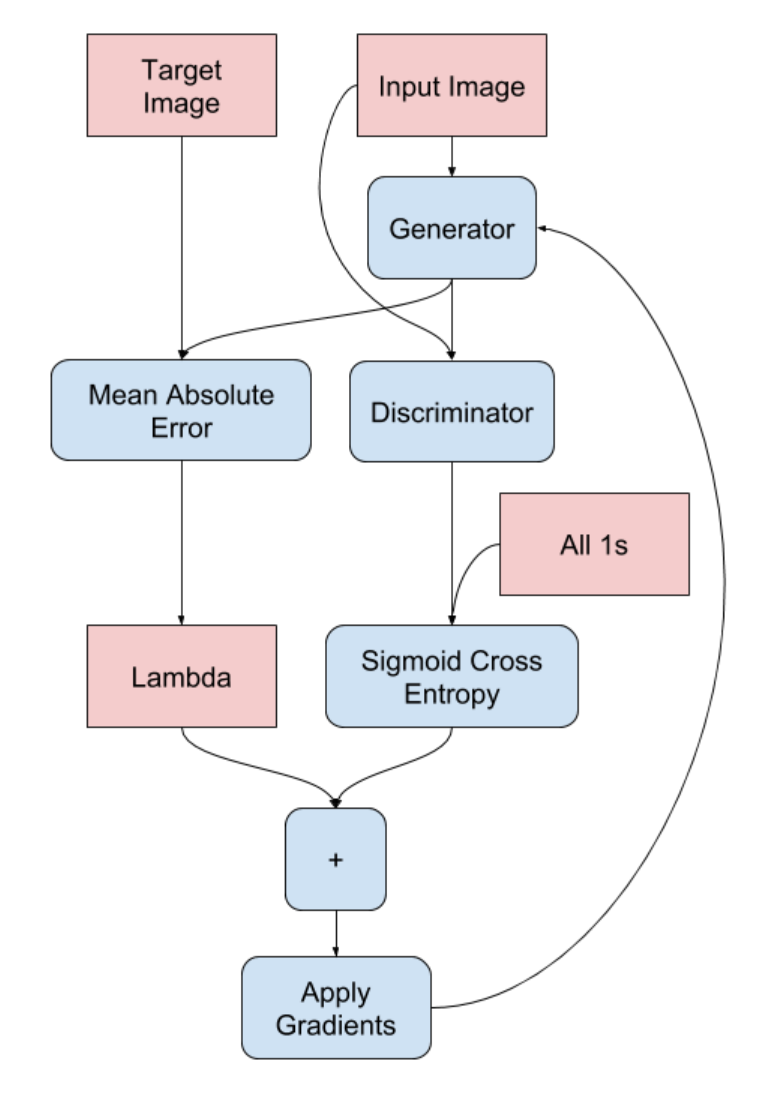 Target
Image
Input Image
Generator
Mean Absolute
Error
Discriminator
All 1s
Lambda
Sigmoid Cross
Entropy
+
Apply
Gradients